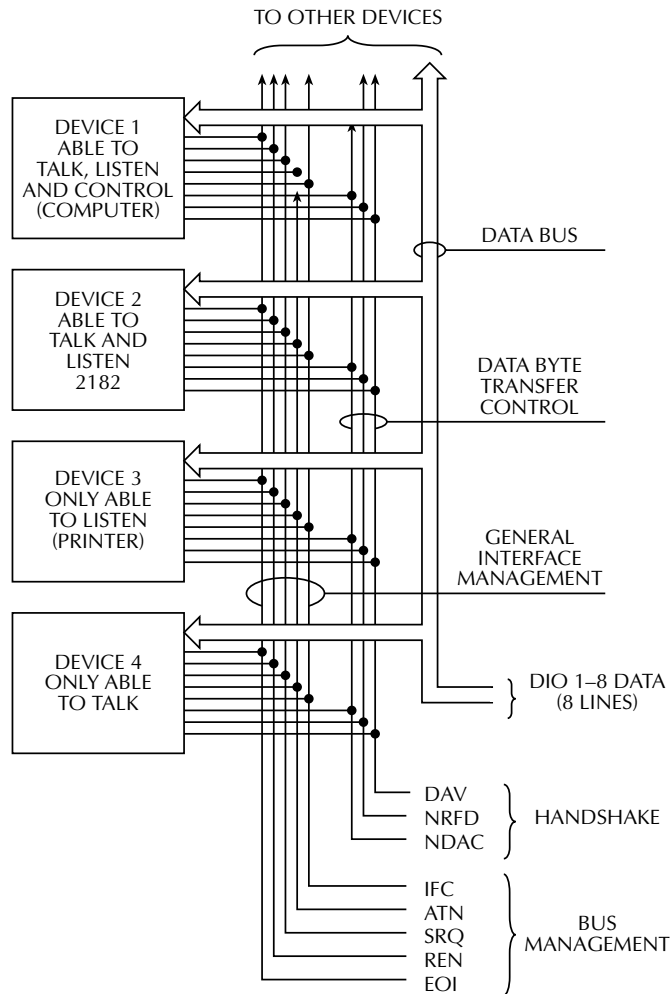 TO OTHER DEVICES
DEVICE 1
ABLE TO
TALK, LISTEN
AND CONTROL
(COMPUTER)
DATA BUS
DEVICE 2
ABLE TO
TALK AND
LISTEN
2182
DATA BYTE
TRANSFER
CONTROL
DEVICE 3
ONLY ABLE
TO LISTEN
(PRINTER)
GENERAL
INTERFACE
MANAGEMENT
DEVICE 4
ONLY ABLE
TO TALK
DIO 1–8 DATA
(8 LINES)
DAV
NRFD
NDAC
HANDSHAKE
IFC
ATN
SRQ
REN
EOI
BUS
MANAGEMENT